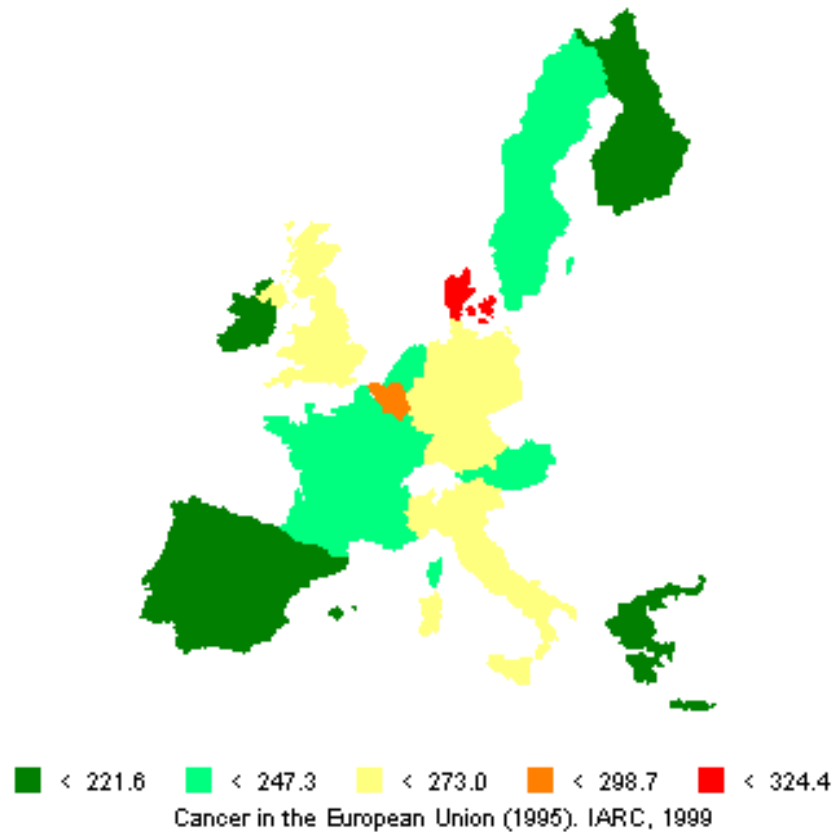 < 221.6 < 247.3 < 273.0 < 298.7 < 324.4
Cancer in the European Union (1995). IARC, 1999